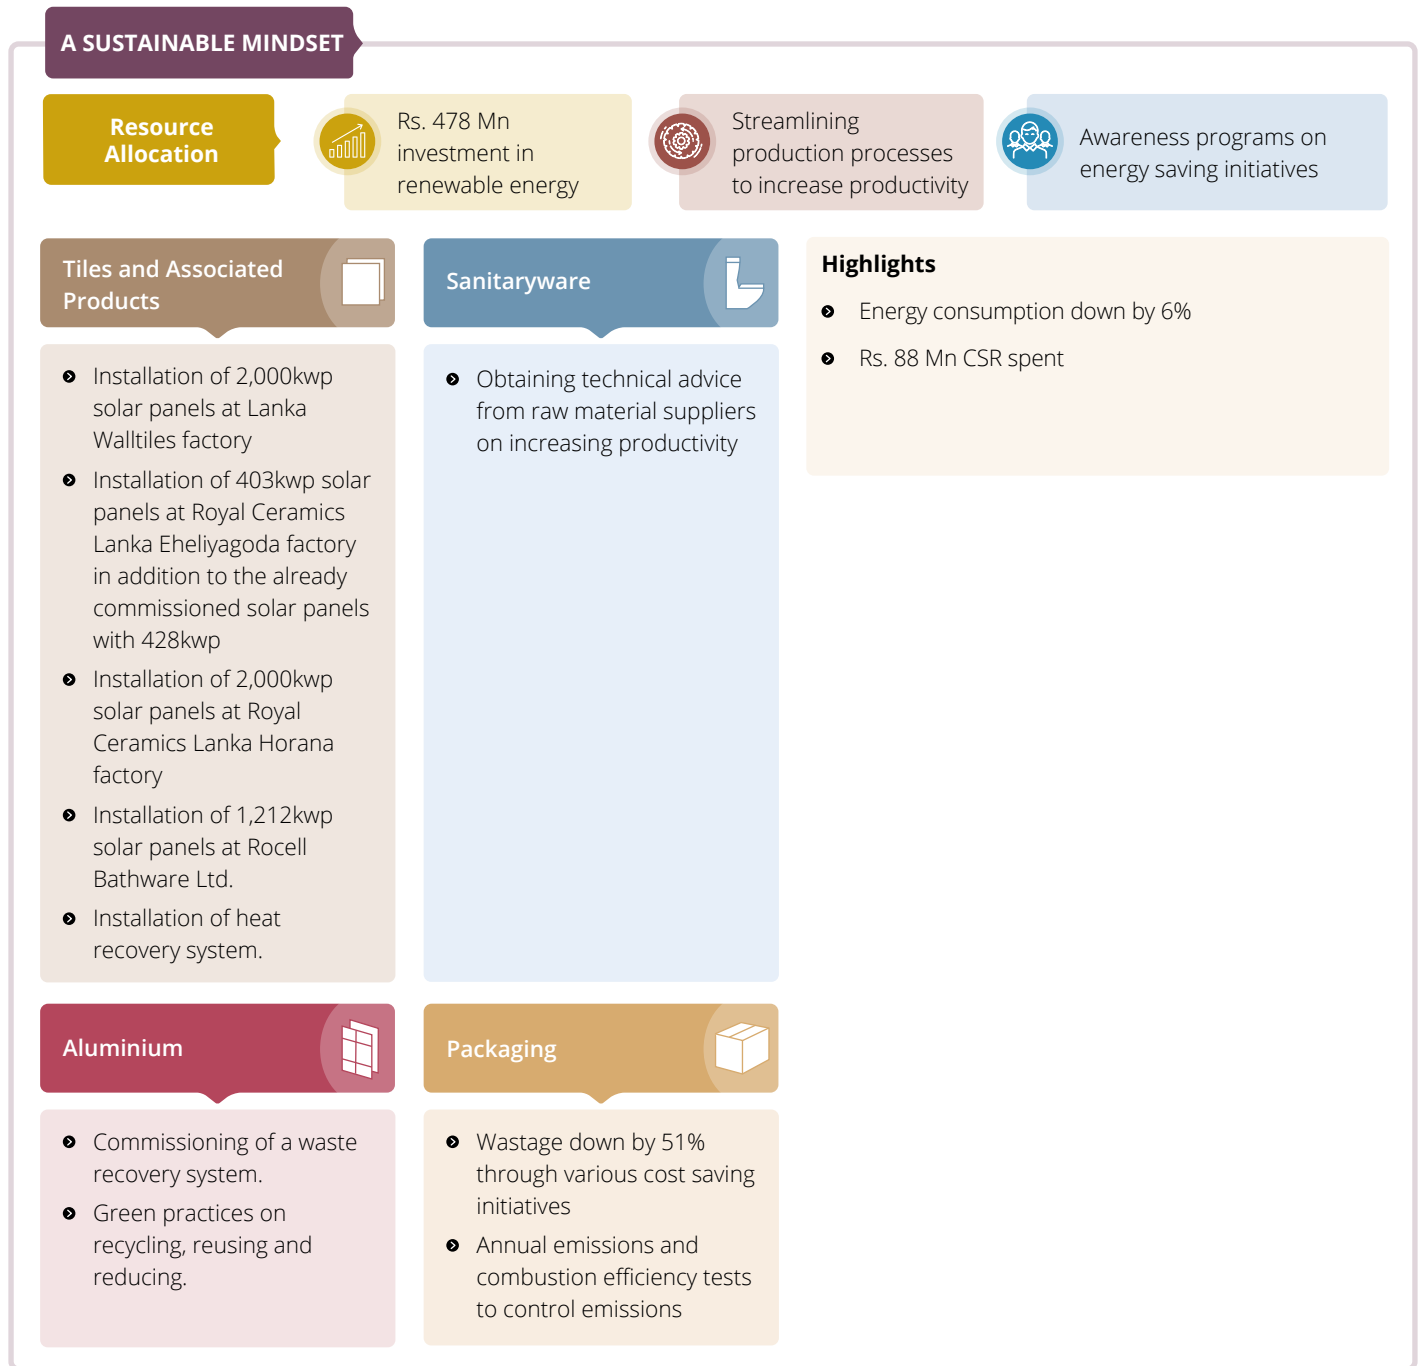 A SUSTAINABLE MINDSET
Resource
Allocation
Rs. 478 Mn
investment in
renewable energy
Streamlining
production processes
to increase productivity
Awareness programs on
energy saving initiatives
Tiles and Associated
Products
Installation of 2,000kwp
solar panels at Lanka
Walltiles factory
Installation of 403kwp solar
panels at Royal Ceramics
Lanka Eheliyagoda factory
in addition to the already
commissioned solar panels
with 428kwp
Installation of 2,000kwp
solar panels at Royal
Ceramics Lanka Horana
factory
Installation of 1,212kwp
solar panels at Rocell
Bathware Ltd.
Installation of heat
recovery system.
Sanitaryware
Obtaining technical advice
from raw material suppliers
on increasing productivity
Highlights
Energy consumption down by 6%
Rs. 88 Mn CSR spent
Aluminium
Commissioning of a waste
recovery system.
Green practices on
recycling, reusing and
reducing.
Packaging
Wastage down by 51%
through various cost saving
initiatives
Annual emissions and
combustion efficiency tests
to control emissions